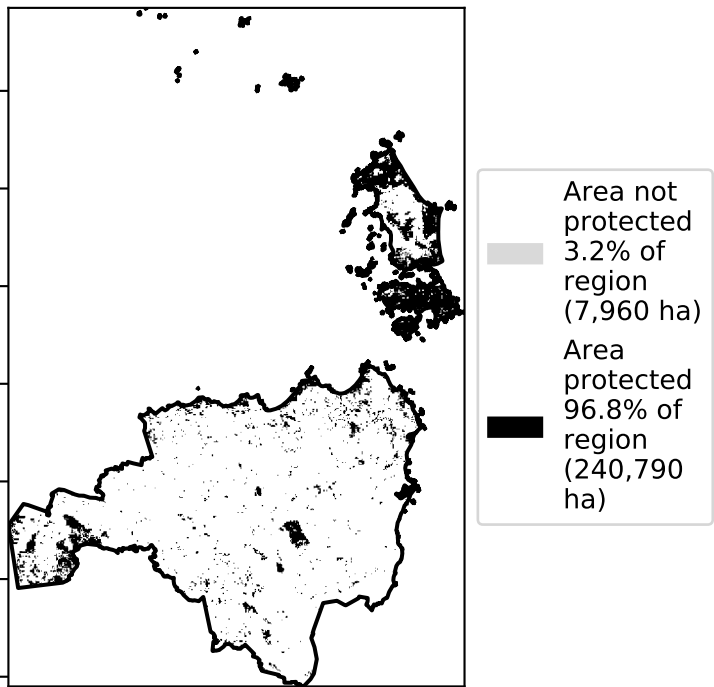 Area not
protected
3.2% of
region
(7,960 ha)
Area
protected
96.8% of
region
(240,790
ha)